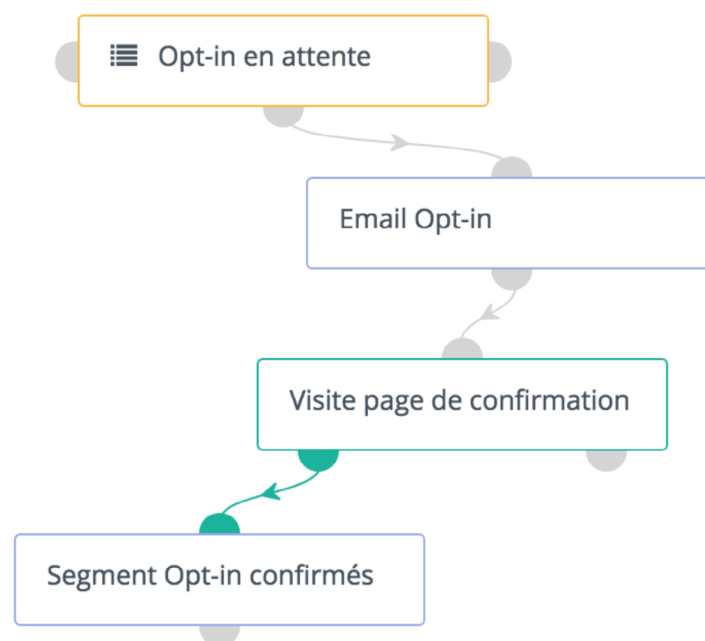 Opt-in en attente
Email Opt-in
Visite page de confirmation
Segment Opt-in confirmés